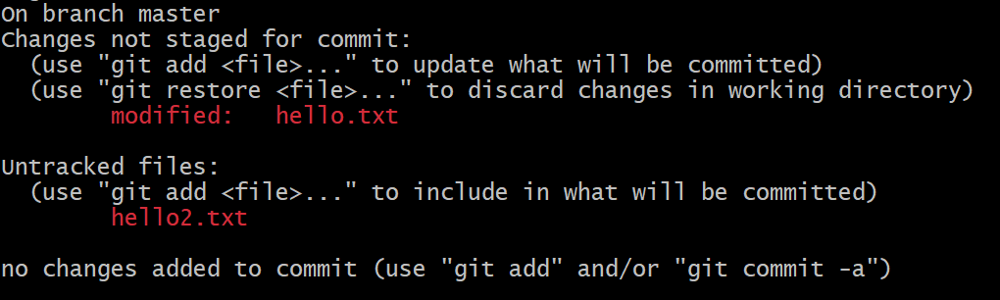 On branch master
Changes not staged for commit:
  (use "git add <file>..." to update what will be committed)
  (use "git restore <file>..." to discard changes in working directory)
        modified:   hello.txt

Untracked files:
  (use "git add <file>..." to include in what will be committed)
        hello2.txt

no changes added to commit (use "git add" and/or "git commit -a")